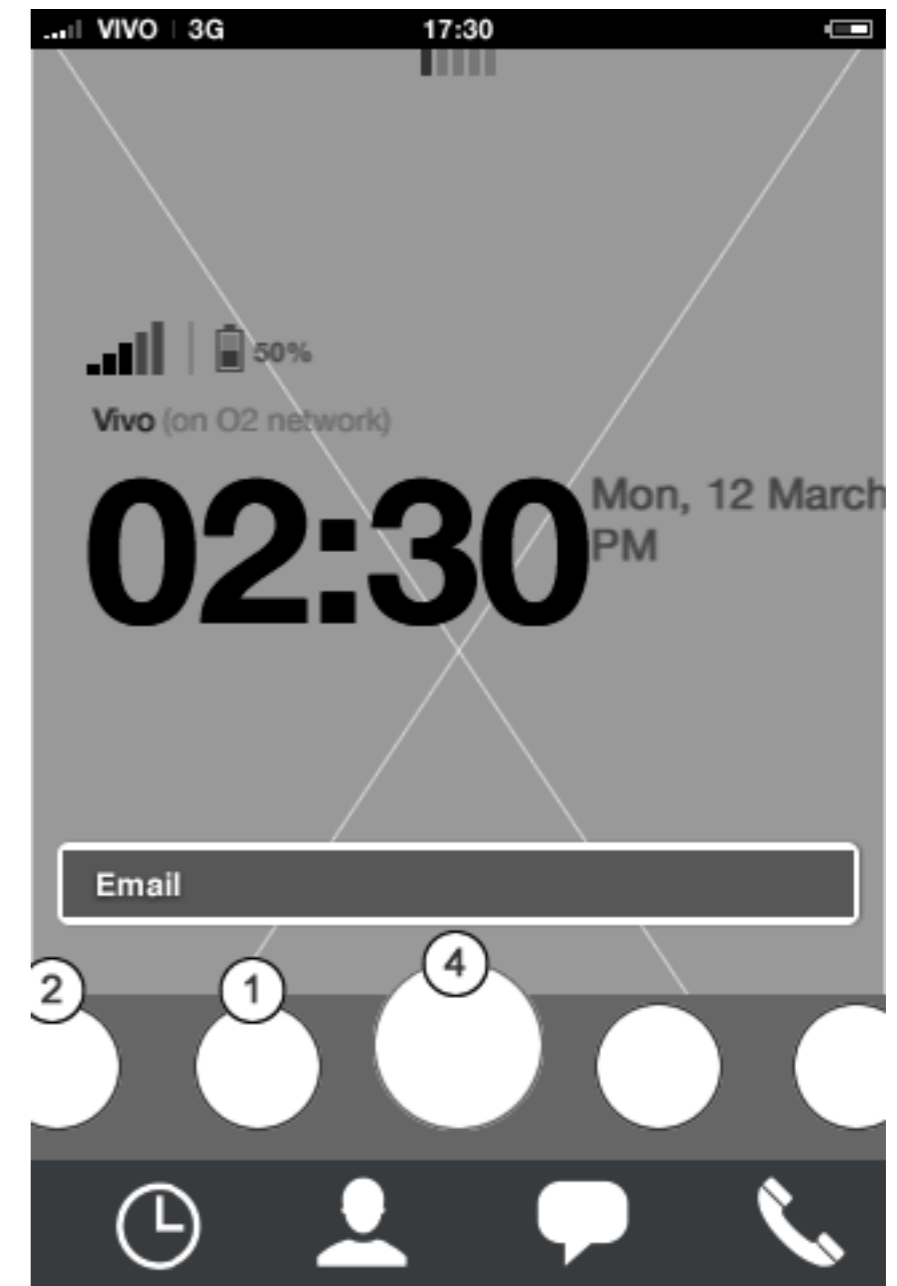 VIVO | 3G 17:30
50%
Vivo (on O2 network)
02:30 Mon, 12 March
PM
Email
2 1 4